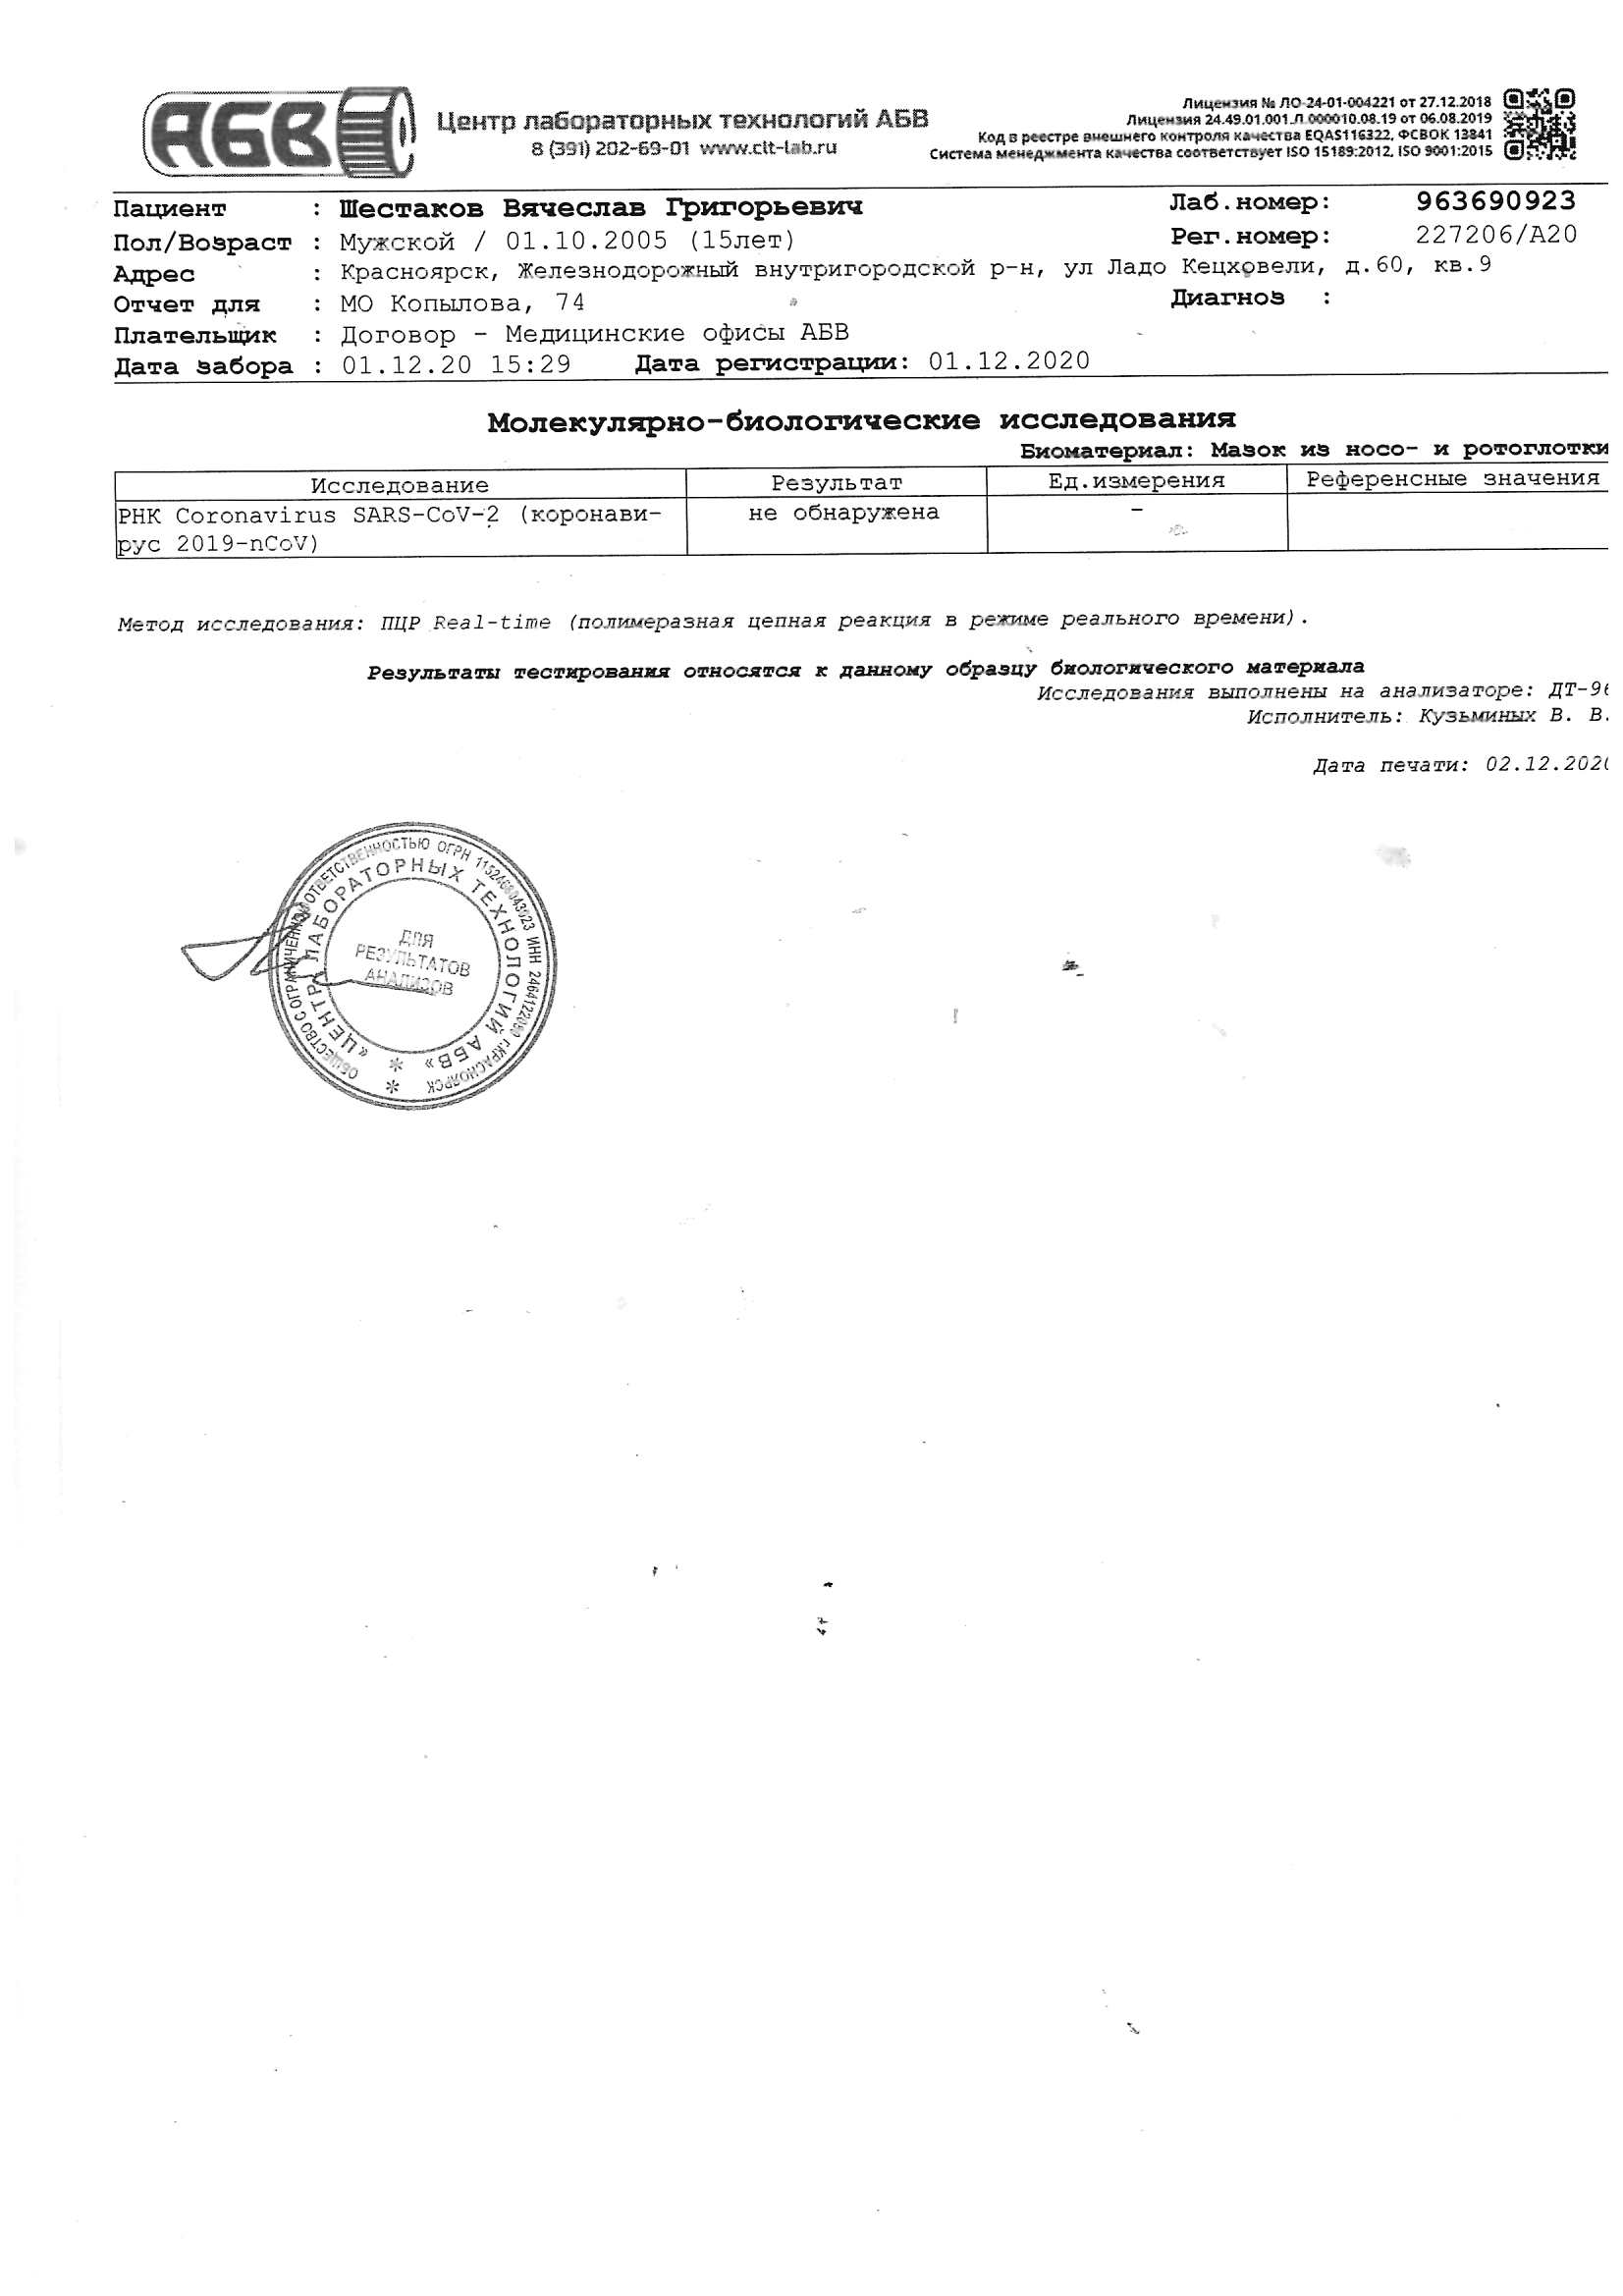 АБВ
Центр лабораторных технологий АБВ
8 (391) 202-69-01 www.clt-lab.ru
Лицензия № ЛО-24-01-004221 от 27.12.2018
Лицензия 24.49.01.001.Л.000010.08.19 от 06.08.2019
Код в реестре внешнего контроля качества EQAS116322, ФСВОК 13841
Система менеджмента качества соответствует ISO 15189:2012, ISO 9001:2015
Пациент : Шестаков Вячеслав Григорьевич Лаб.номер: 963690923
Пол/Возраст : Мужской / 01.10.2005 (15лет) Рег.номер: 227206/А20
Адрес : Красноярск, Железнодорожный внутригородской р-н, ул Ладо Кецховели, д.60, кв.9
Отчет для : МО Копылова, 74 Диагноз :
Плательщик : Договор - Медицинские офисы АБВ
Дата забора : 01.12.20 15:29 Дата регистрации: 01.12.2020
Молекулярно-биологические исследования
Биоматериал: Мазок из носо- и ротоглотки
Исследование Результат Ед.измерения Референсные значения
РНК Coronavirus SARS-CoV-2 (коронави- не обнаружена -
рус 2019-nCoV)
Метод исследования: ПЦР Real-time (полимеразная цепная реакция в режиме реального времени).
Результаты тестирования относятся к данному образцу биологического материала
Исследования выполнены на анализаторе: ДТ-96
Исполнитель: Кузьминых В. В.
Дата печати: 02.12.2020
ОБЩЕСТВО С ОГРАНИЧЕННОЙ ОТВЕТСТВЕННОСТЬЮ ОГРН ИНН г.КРАСНОЯРСК
«ЦЕНТР ЛАБОРАТОРНЫХ ТЕХНОЛОГИЙ АБВ»
ДЛЯ
РЕЗУЛЬТАТОВ
АНАЛИЗОВ